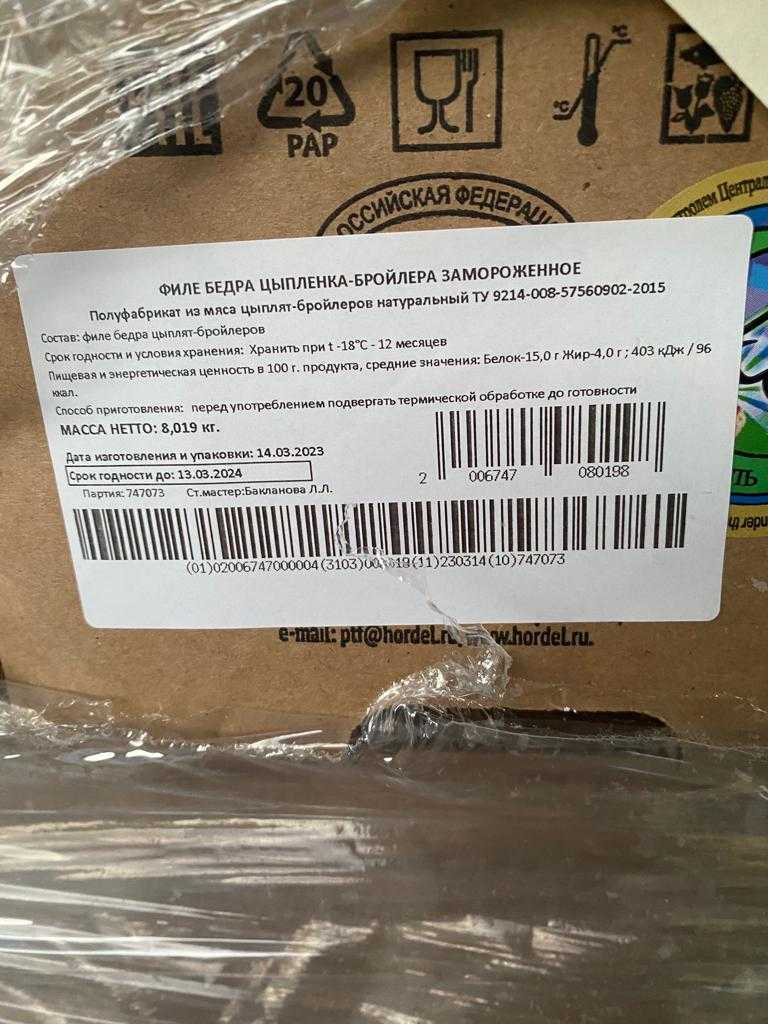 20
PAP
°C
°C
ОССИЙСКАЯ ФЕДЕРАЦ
ролем Централ
ФИЛЕ БЕДРА ЦЫПЛЕНКА-БРОЙЛЕРА ЗАМОРОЖЕННОЕ
Полуфабрикат из мяса цыплят-бройлеров натуральный ТУ 9214-008-57560902-2015
Состав: филе бедра цыплят-бройлеров
Срок годности и условия хранения: Хранить при t -18°С - 12 месяцев
Пищевая и энергетическая ценность в 100 г. продукта, средние значения: Белок-15,0 г Жир-4,0 г ; 403 кДж / 96
ккал.
Способ приготовления: перед употреблением подвергать термической обработке до готовности
МАССА НЕТТО: 8,019 кг.
Дата изготовления и упаковки: 14.03.2023
Срок годности до: 13.03.2024
Партия: 747073 Ст.мастер:Бакланова Л.Л.
2 006747 080198
(01)02006747000004(3103)008019(11)230314(10)747073
ТЬ
e-mail: ptf@hordel.ru, www.hordel.ru.